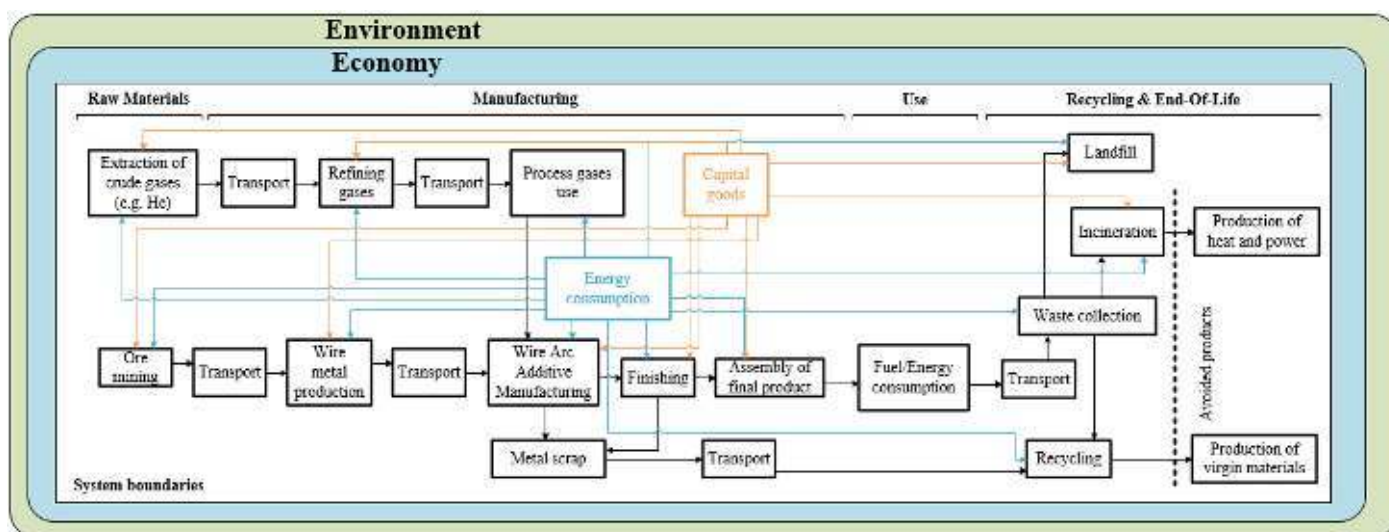 Environment
Economy
Raw Materials
Manufacturing
Use
Recycling & End-Of-Life
Extraction of
crude gases
(e.g. He)
Transport
Refining
gases
Transport
Process gases
use
Capital
goods
Landfill
Incineration
Production of
heat and power
Energy
consumption
Waste collection
Ore
mining
Transport
Wire
metal
production
Transport
Wire Arc
Additive
Manufacturing
Finishing
Assembly of
final product
Fuel/Energy
consumption
Transport
Avoided products
Metal scrap
Transport
Recycling
Production of
virgin materials
System boundaries